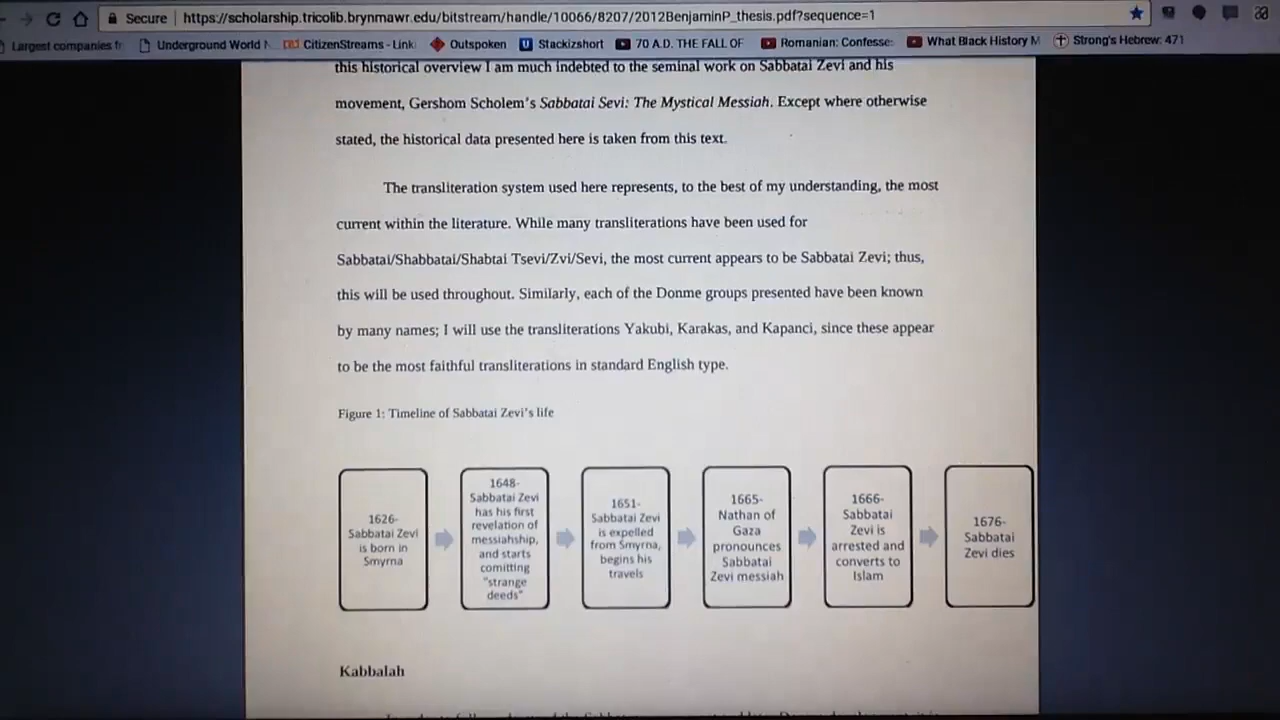 Secure https://scholarship.tricolib.brynmawr.edu/bitstream/handle/10066/8207/2012BenjaminP_thesis.pdf?sequence=1
Largest companies fr Underground World N CitizenStreams - Link Outspoken Stackizshort 70 A.D. THE FALL OF Romanian: Confesse: What Black History M Strong's Hebrew: 471
this historical overview I am much indebted to the seminal work on Sabbatai Zevi and his
movement, Gershom Scholem's Sabbatai Sevi: The Mystical Messiah. Except where otherwise
stated, the historical data presented here is taken from this text.
The transliteration system used here represents, to the best of my understanding, the most
current within the literature. While many transliterations have been used for
Sabbatai/Shabbatai/Shabtai Tsevi/Zvi/Sevi, the most current appears to be Sabbatai Zevi; thus,
this will be used throughout. Similarly, each of the Donme groups presented have been known
by many names; I will use the transliterations Yakubi, Karakas, and Kapanci, since these appear
to be the most faithful transliterations in standard English type.
Figure 1: Timeline of Sabbatai Zevi's life
1626-
Sabbatai Zevi
is born in
Smyrna
1648-
Sabbatai Zevi
has his first
revelation of
messiahship,
and starts
comitting
"strange
deeds"
1651-
Sabbatai Zevi
is expelled
from Smyrna,
begins his
travels
1665-
Nathan of
Gaza
pronounces
Sabbatai
Zevi messiah
1666-
Sabbatai
Zevi is
arrested and
converts to
Islam
1676-
Sabbatai
Zevi dies
Kabbalah